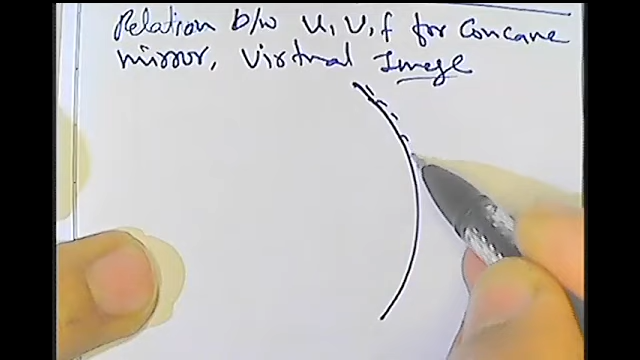 Relation b/w u, v, f for Concave
mirror, Virtual Image